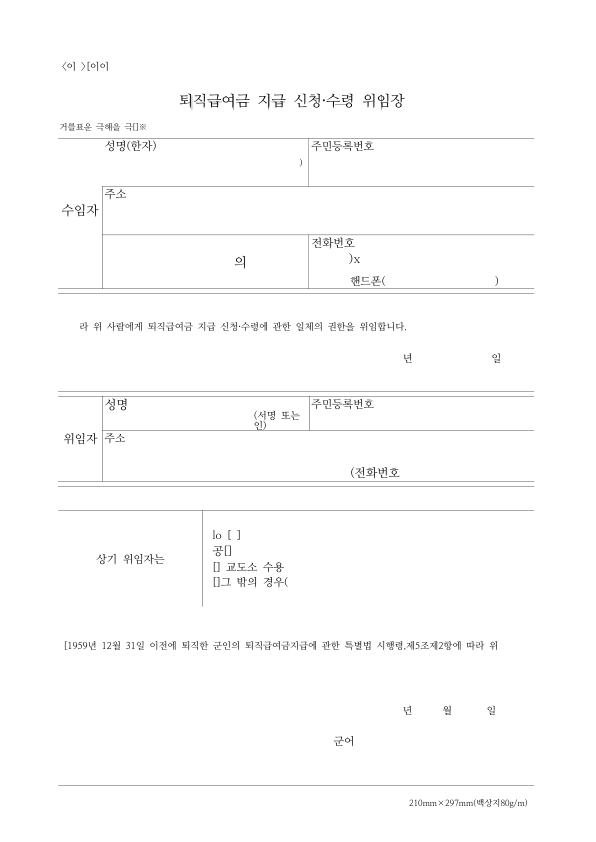 〈이 〉[이이
퇴직급여금 지급 신청·수령 위임장
거를표운 극해을 극[]※
성명(한자)
)
주민등록번호
수임자
주소
의
전화번호
)x
핸드폰( )
라 위 사람에게 퇴직급여금 지급 신청·수령에 관한 일체의 권한을 위임합니다.
년 일
위임자
성명
(서명 또는
인)
주민등록번호
주소
(전화번호
상기 위임자는
lo [ ]
공[]
[] 교도소 수용
[]그 밖의 경우(
[1959년 12월 31일 이전에 퇴직한 군인의 퇴직급여금지급에 관한 특별법 시행령,제5조제2항에 따라 위
년 월 일
군어
210mm×297mm(백상지80g/m)